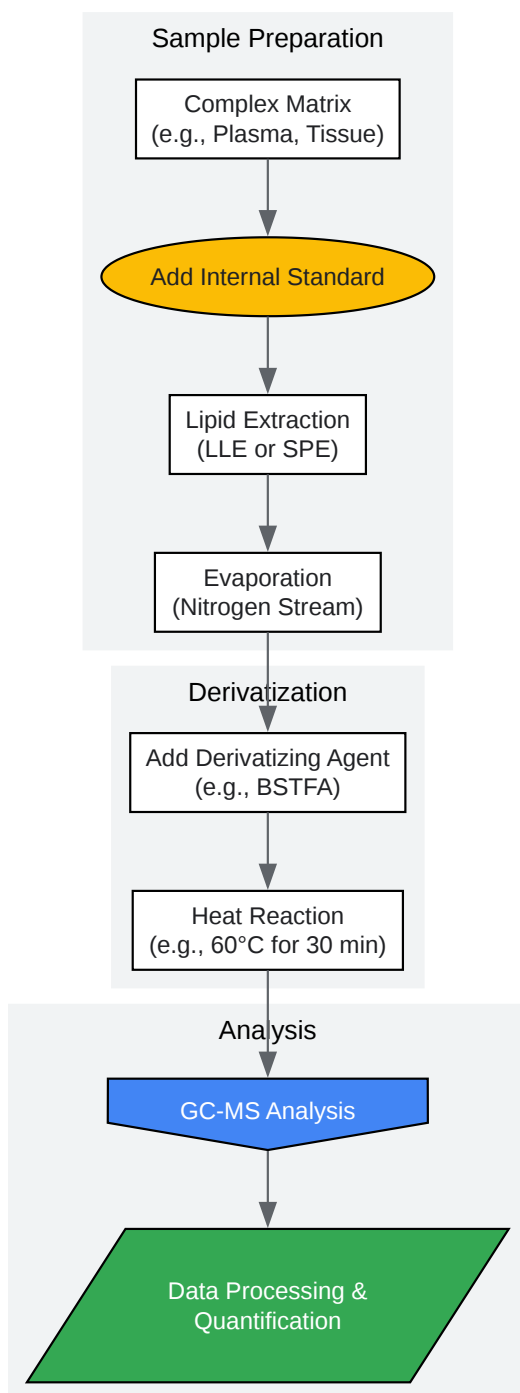 Sample Preparation
Complex Matrix
(e.g., Plasma, Tissue)
Add Internal Standard
Lipid Extraction
(LLE or SPE)
Evaporation
(Nitrogen Stream)
Derivatization
Add Derivatizing Agent
(e.g., BSTFA)
Heat Reaction
(e.g., 60°C for 30 min)
Analysis
GC-MS Analysis
Data Processing &
Quantification